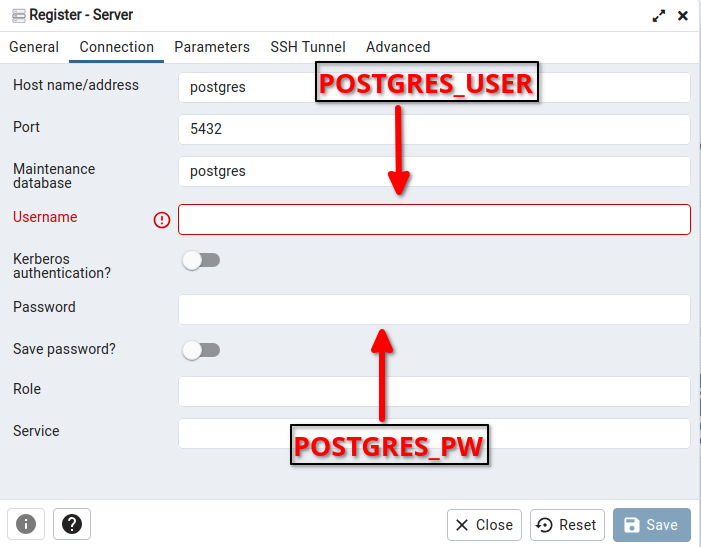 Register - Server
General Connection Parameters SSH Tunnel Advanced
Host name/address postgres
POSTGRES_USER
Port 5432
Maintenance
database
postgres
Username
Kerberos
authentication?
Password
Save password?
Role
Service
POSTGRES_PW
Close Reset Save